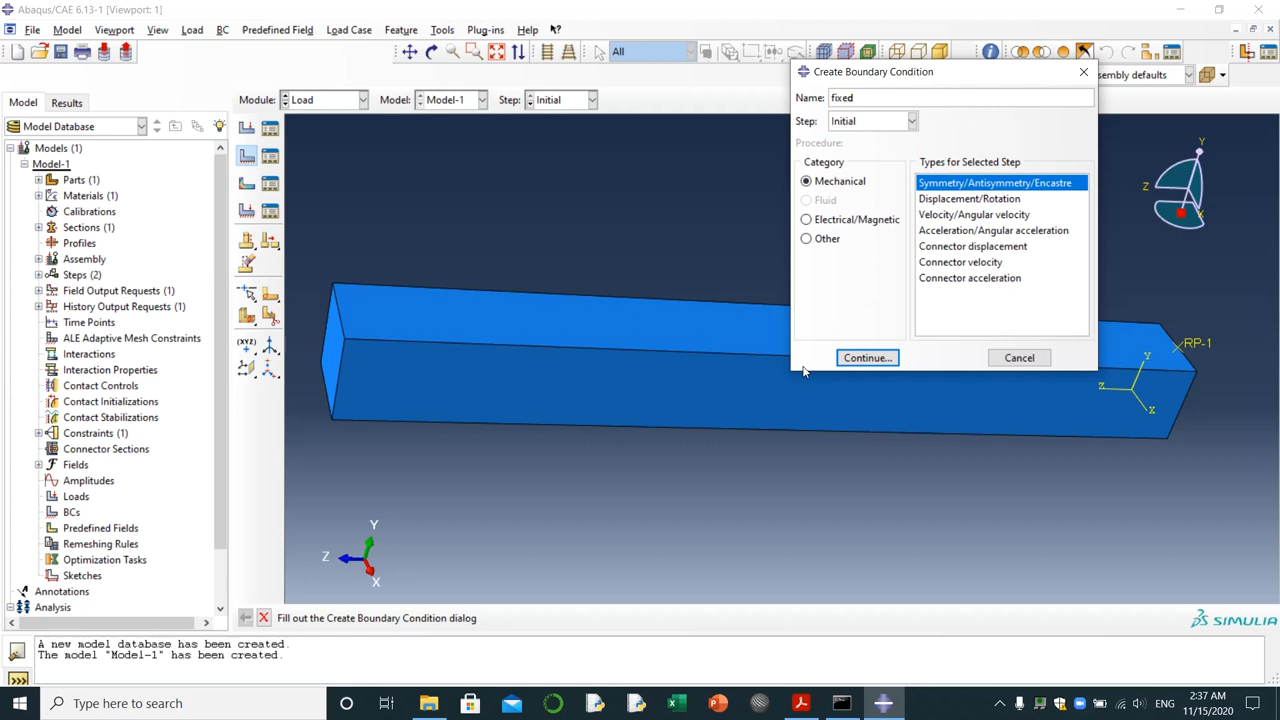 Abaqus/CAE 6.13-1 [Viewport: 1]
File Model Viewport View Load BC Predefined Field Load Case Feature Tools Plug-ins Help
All
sembly defaults
Model Results
Module: Load Model: Model-1 Step: Initial
Model Database
Models (1)
Model-1
Parts (1)
Materials (1)
Calibrations
Sections (1)
Profiles
Assembly
Steps (2)
Field Output Requests (1)
History Output Requests (1)
Time Points
ALE Adaptive Mesh Constraints
Interactions
Interaction Properties
Contact Controls
Contact Initializations
Contact Stabilizations
Constraints (1)
Connector Sections
Fields
Amplitudes
Loads
BCs
Predefined Fields
Remeshing Rules
Optimization Tasks
Sketches
Annotations
Analysis
(XYZ)
Create Boundary Condition
Name: fixed
Step: Initial
Procedure:
Category
Mechanical
Fluid
Electrical/Magnetic
Other
Types for Selected Step
Symmetry/Antisymmetry/Encastre
Displacement/Rotation
Velocity/Angular velocity
Acceleration/Angular acceleration
Connector displacement
Connector velocity
Connector acceleration
Continue... Cancel
Y
Z
X
RP-1
Y
Z
X
Y
Z
X
Fill out the Create Boundary Condition dialog
SIMULIA
A new model database has been created.
The model "Model-1" has been created.
>>>
Type here to search
2:37 AM
11/15/2020